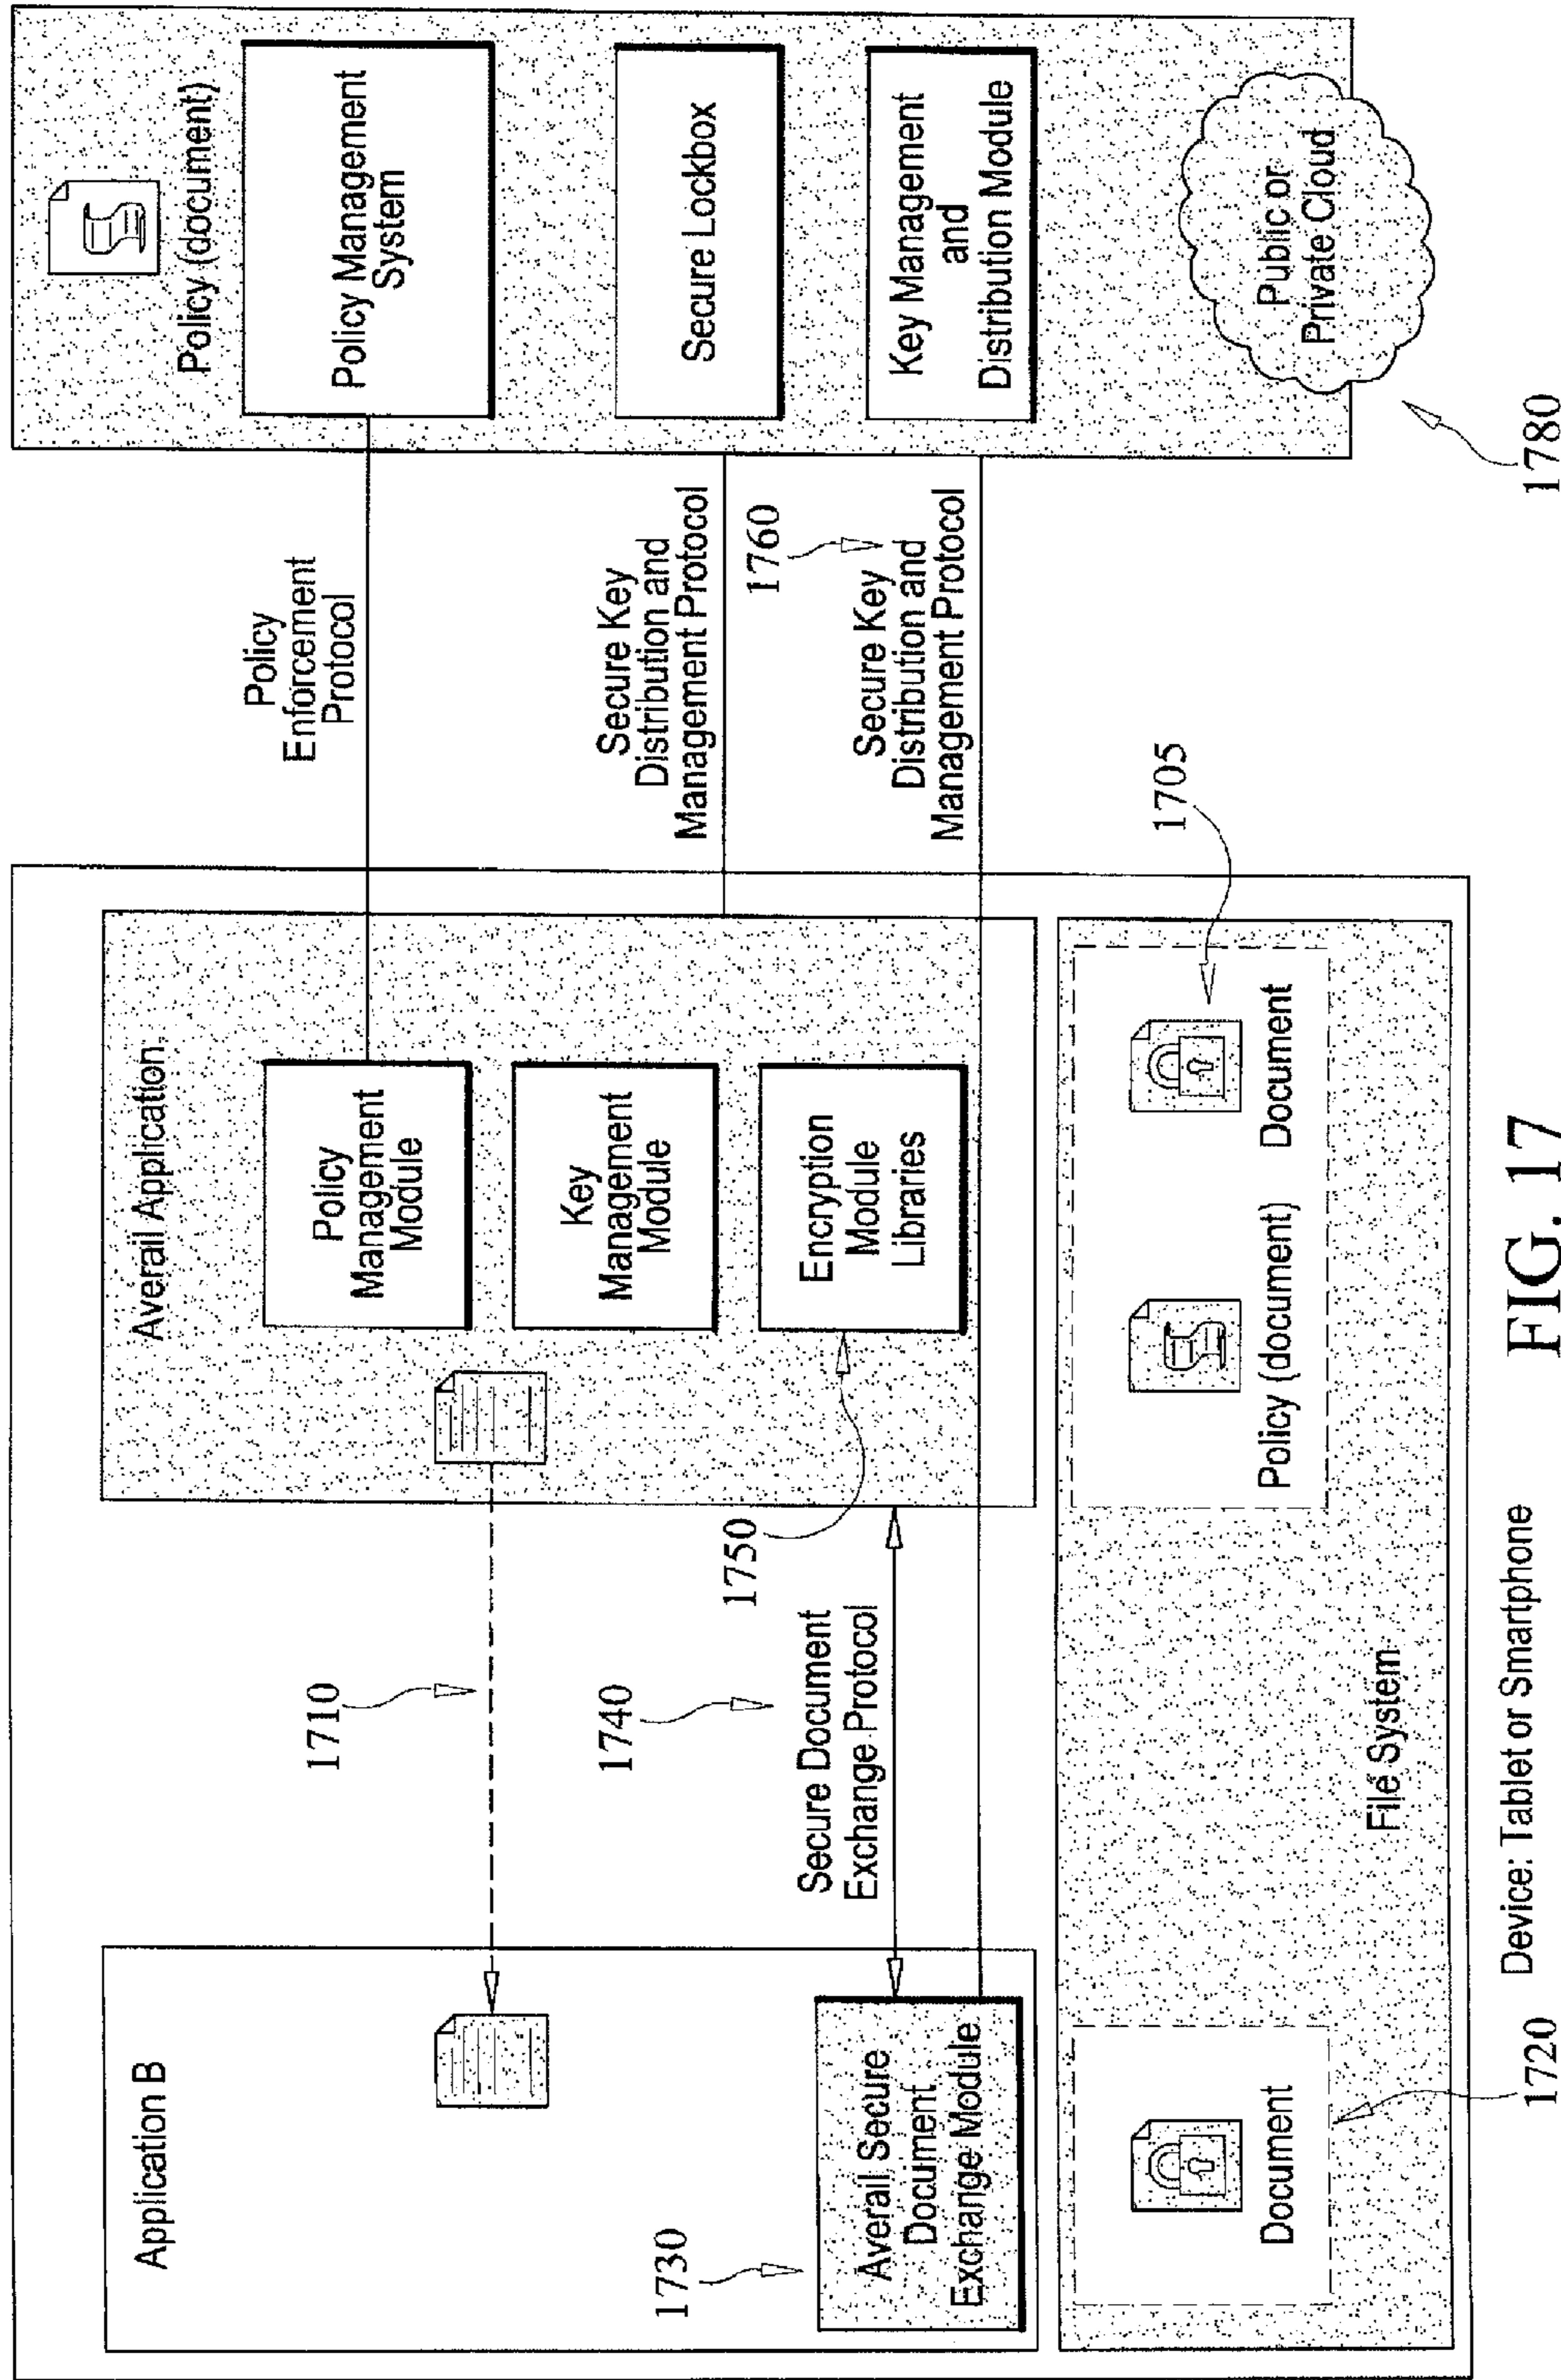 Application B
1730
Averail Secure
Document
Exchange Module
1710
1740
Secure Document
Exchange Protocol
Averail Application
Policy
Management
Module
Key
Management
Module
Encryption
Module
Libraries
1750
Policy
Enforcement
Protocol
Secure Key
Distribution and
Management Protocol
1760
Secure Key
Distribution and
Management Protocol
Policy (document)
Policy Management
System
Secure Lockbox
Key Management
and
Distribution Module
Public or
Private Cloud
1780
Document
File System
Policy (document)
Document
1705
1720
Device: Tablet or Smartphone
FIG. 17